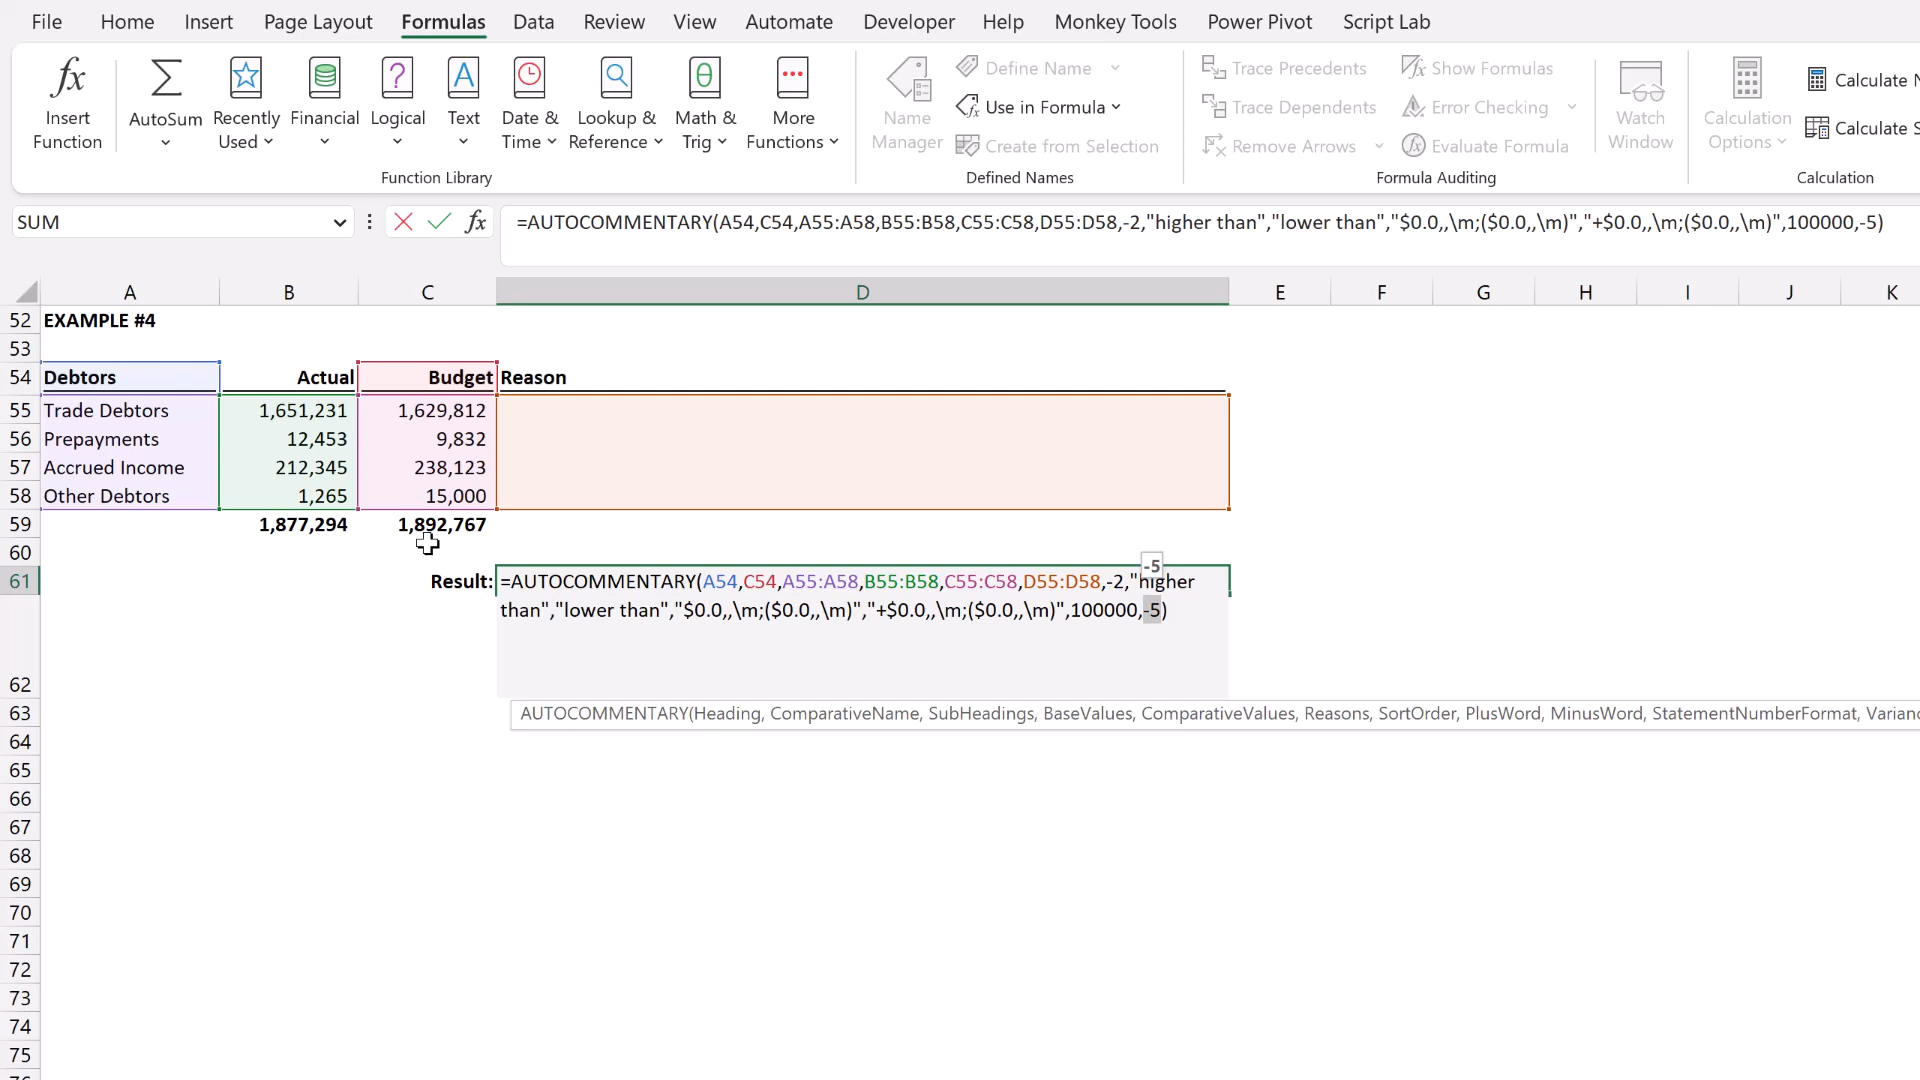 File Home Insert Page Layout Formulas Data Review View Automate Developer Help Monkey Tools Power Pivot Script Lab
Insert Function
AutoSum
Recently Used
Financial
Logical
Text
Date & Time
Lookup & Reference
Math & Trig
More Functions
Function Library
Name Manager
Define Name
Use in Formula
Create from Selection
Defined Names
Trace Precedents
Trace Dependents
Remove Arrows
Show Formulas
Error Checking
Evaluate Formula
Formula Auditing
Watch Window
Calculation Options
Calculate N
Calculate S
Calculation
SUM fx =AUTOCOMMENTARY(A54,C54,A55:A58,B55:B58,C55:C58,D55:D58,-2,"higher than","lower than","$0.0,,\m;($0.0,,\m)","+$0.0,,\m;($0.0,,\m)",100000,-5)
A B C D E F G H I J K
52 EXAMPLE #4
53
54 Debtors Actual Budget Reason
55 Trade Debtors 1,651,231 1,629,812
56 Prepayments 12,453 9,832
57 Accrued Income 212,345 238,123
58 Other Debtors 1,265 15,000
59 1,877,294 1,892,767
60
-5
61 Result: =AUTOCOMMENTARY(A54,C54,A55:A58,B55:B58,C55:C58,D55:D58,-2,"higher
than","lower than","$0.0,,\m;($0.0,,\m)","+$0.0,,\m;($0.0,,\m)",100000,-5)
62
63 AUTOCOMMENTARY(Heading, ComparativeName, SubHeadings, BaseValues, ComparativeValues, Reasons, SortOrder, PlusWord, MinusWord, StatementNumberFormat, Varianc
64
65
66
67
68
69
70
71
72
73
74
75